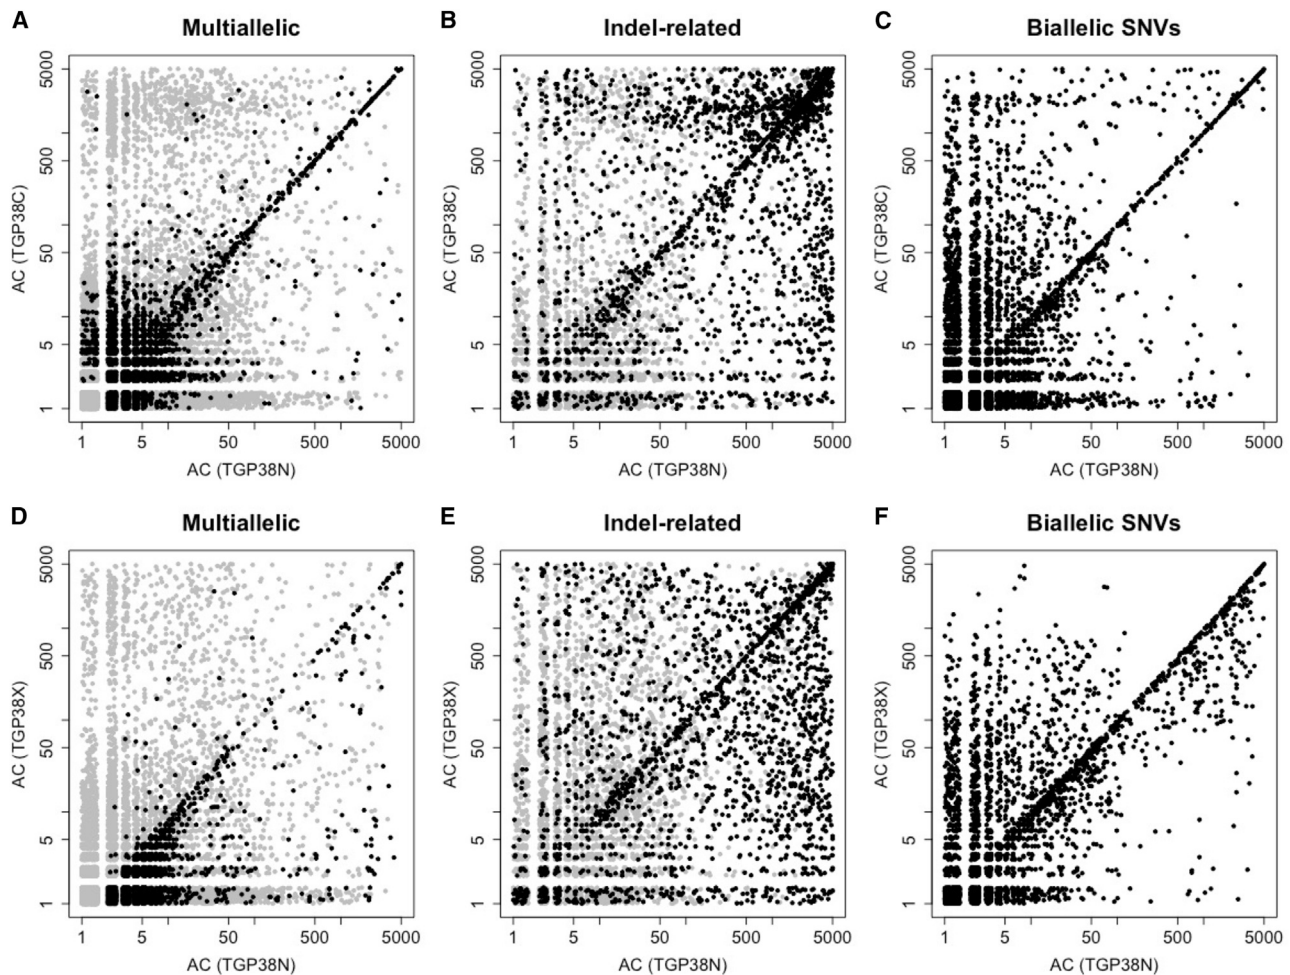 A
Multiallelic
5000
500
50
5
1
AC (TGP38C)
1 5 50 500 5000
AC (TGP38N)
B
Indel-related
5000
500
50
5
1
AC (TGP38C)
1 5 50 500 5000
AC (TGP38N)
C
Biallelic SNVs
5000
500
50
5
1
AC (TGP38C)
1 5 50 500 5000
AC (TGP38N)
D
Multiallelic
5000
500
50
5
1
AC (TGP38X)
1 5 50 500 5000
AC (TGP38N)
E
Indel-related
5000
500
50
5
1
AC (TGP38X)
1 5 50 500 5000
AC (TGP38N)
F
Biallelic SNVs
5000
500
50
5
1
AC (TGP38X)
1 5 50 500 5000
AC (TGP38N)